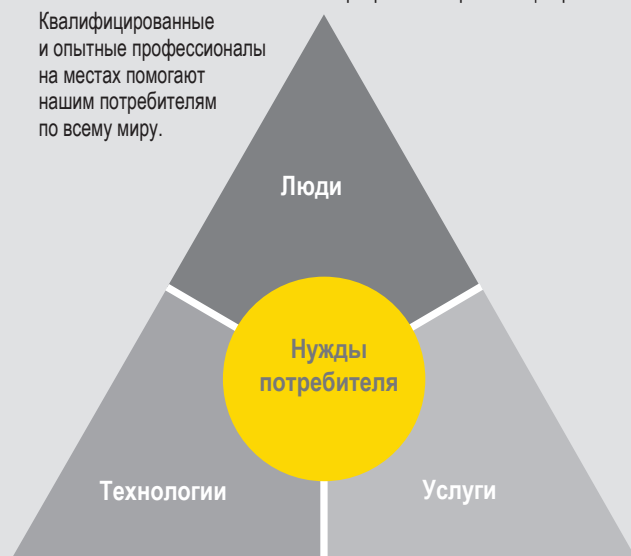 Квалифицированные
и опытные профессионалы
на местах помогают
нашим потребителям
по всему миру.
Люди
Нужды
потребителя
Технологии
Услуги